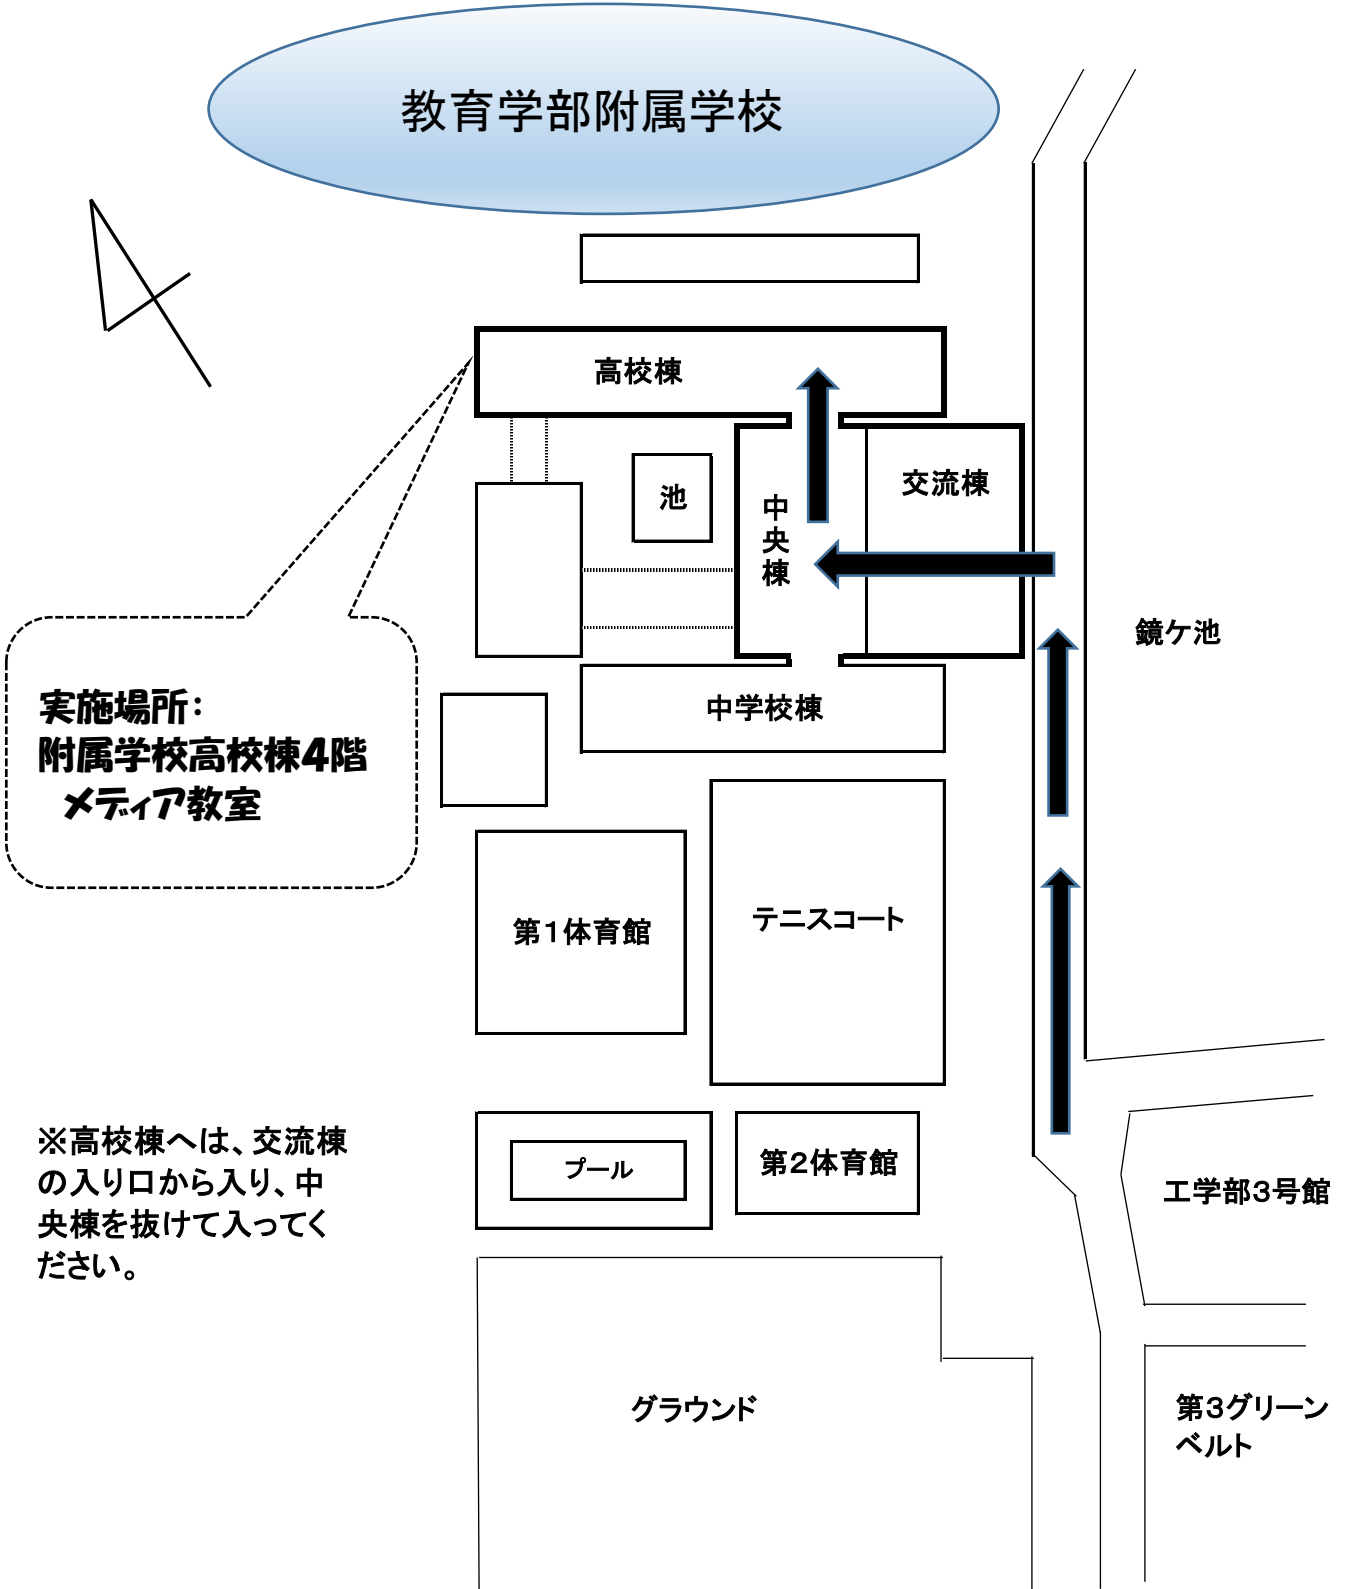 教育学部附属学校
高校棟
交流棟
池
中央棟
鏡ケ池
実施場所：
附属学校高校棟４階
メディア教室
中学校棟
テニスコート
第１体育館
※高校棟へは、交流棟
の入り口から入り、中
央棟を抜けて入ってく
ださい。
プール
第２体育館
工学部３号館
グラウンド
第３グリーン
ベルト